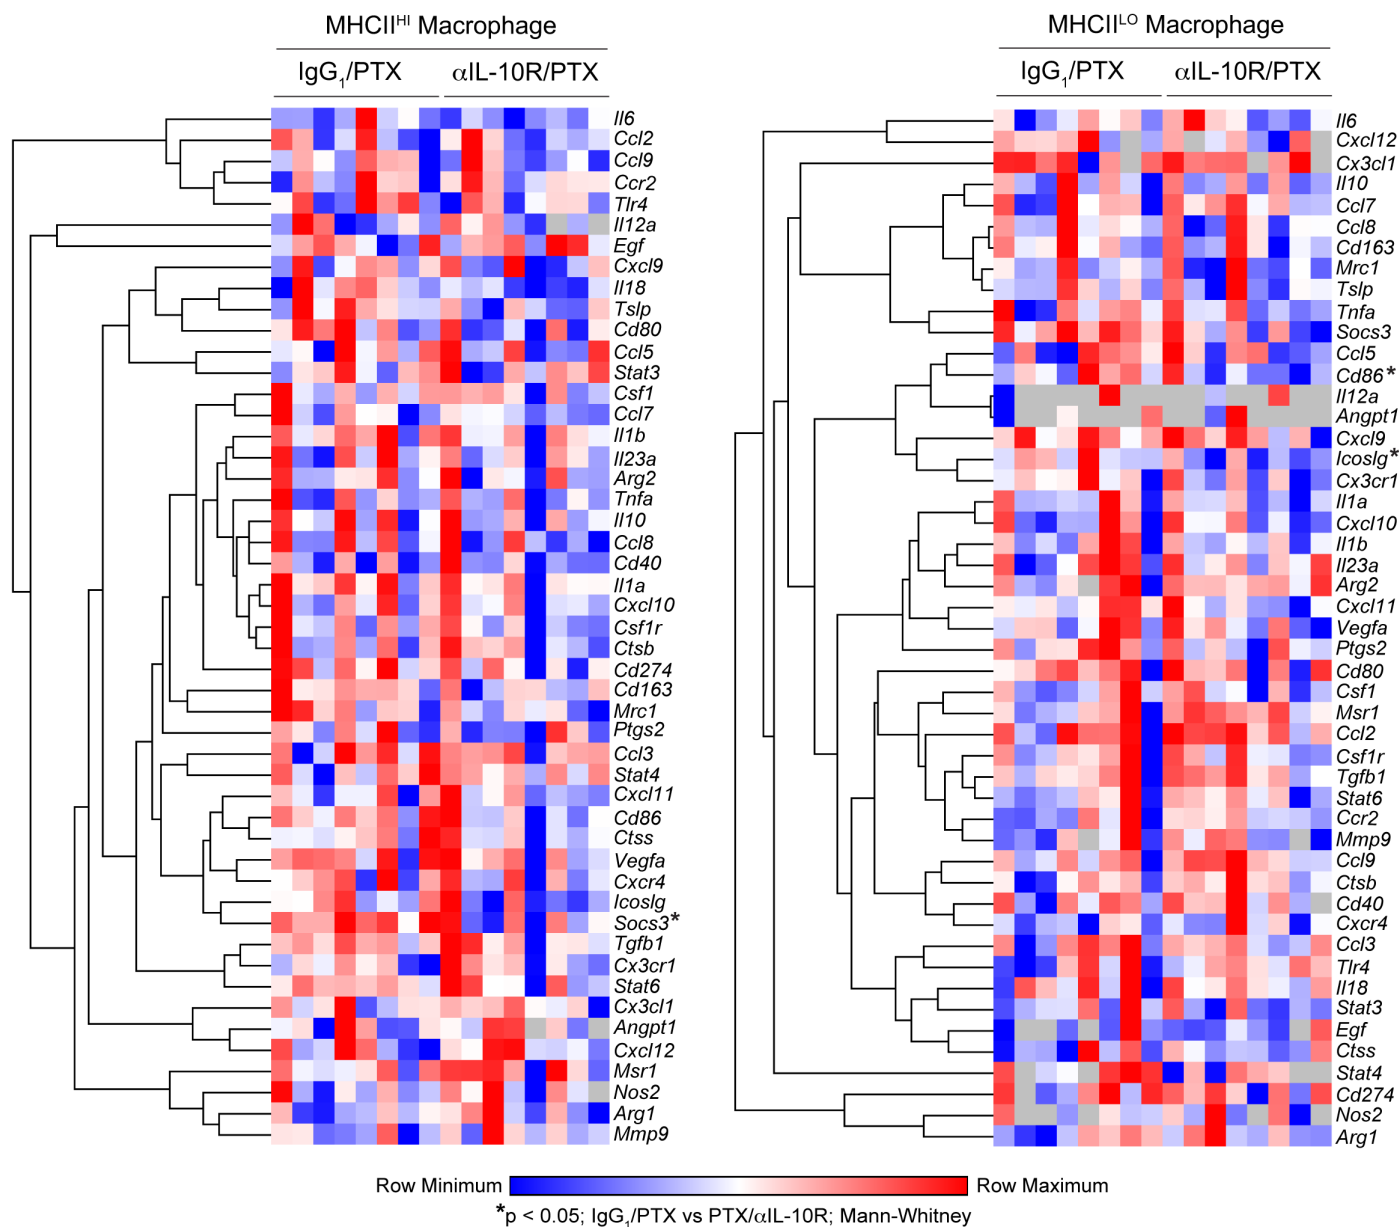 MHCII^HI Macrophage
IgG₁/PTX
αIL-10R/PTX
Il6
Ccl2
Ccl9
Ccr2
Tlr4
Il12a
Egf
Cxcl9
Il18
Tslp
Cd80
Ccl5
Stat3
Csf1
Ccl7
Il1b
Il23a
Arg2
Tnfa
Il10
Ccl8
Cd40
Il1a
Cxcl10
Csf1r
Ctsb
Cd274
Cd163
Mrc1
Ptgs2
Ccl3
Stat4
Cxcl11
Cd86
Ctss
Vegfa
Cxcr4
Icoslg
Socs3*
Tgfb1
Cx3cr1
Stat6
Cx3cl1
Angpt1
Cxcl12
Msr1
Nos2
Arg1
Mmp9
MHCII^LO Macrophage
IgG₁/PTX
αIL-10R/PTX
Il6
Cxcl12
Cx3cl1
Il10
Ccl7
Ccl8
Cd163
Mrc1
Tslp
Tnfa
Socs3
Ccl5
Cd86*
Il12a
Angpt1
Cxcl9
Icoslg*
Cx3cr1
Il1a
Cxcl10
Il1b
Il23a
Arg2
Cxcl11
Vegfa
Ptgs2
Cd80
Csf1
Msr1
Ccl2
Csf1r
Tgfb1
Stat6
Ccr2
Mmp9
Ccl9
Ctsb
Cd40
Cxcr4
Ccl3
Tlr4
Il18
Stat3
Egf
Ctss
Stat4
Cd274
Nos2
Arg1
Row Minimum
Row Maximum
*p < 0.05; IgG₁/PTX vs PTX/αIL-10R; Mann-Whitney